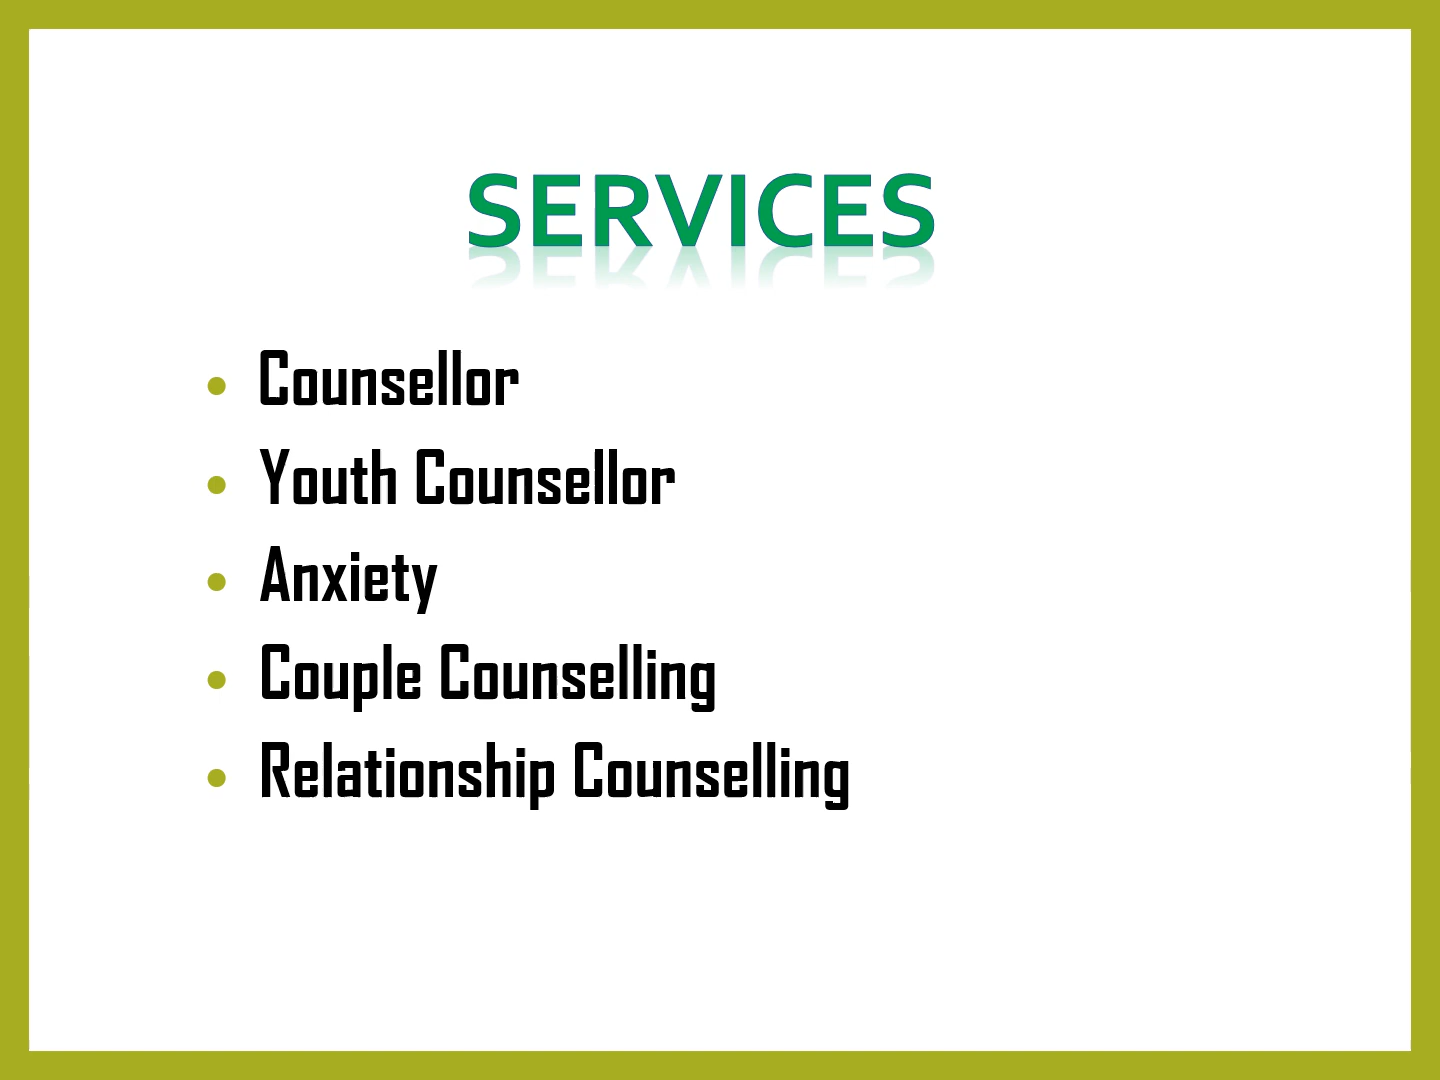 SERVICES
• Counsellor
• Youth Counsellor
• Anxiety
• Couple Counselling
• Relationship Counselling